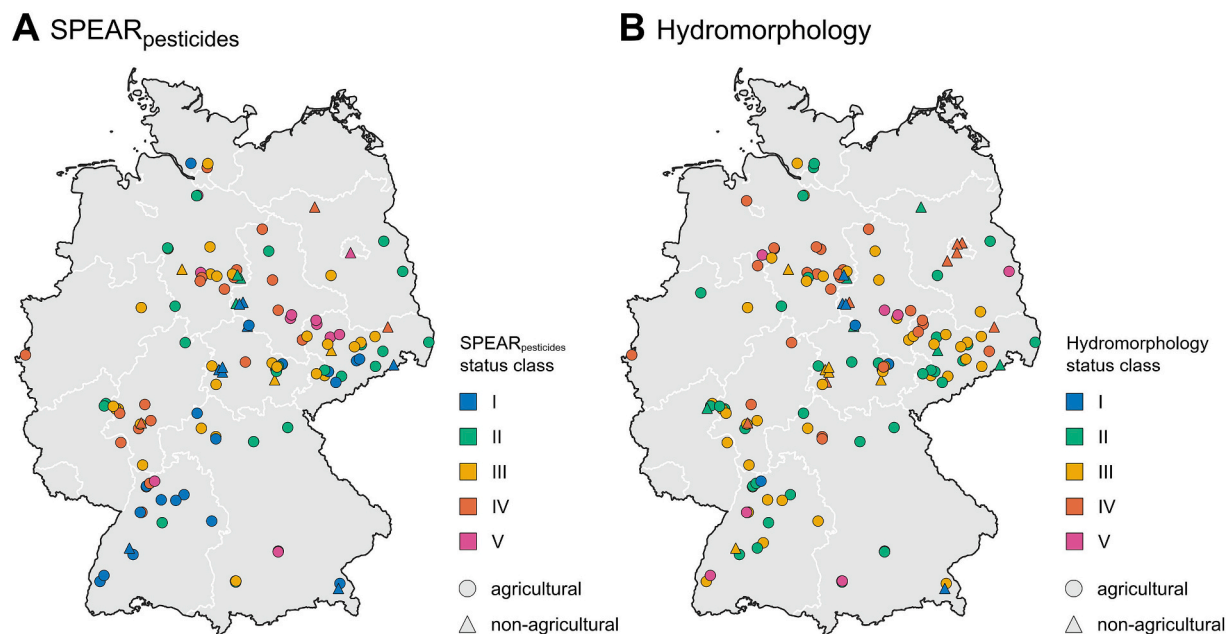 A SPEARpesticides
B Hydromorphology
SPEARpesticides
status class
I
II
III
IV
V
agricultural
non-agricultural
Hydromorphology
status class
I
II
III
IV
V
agricultural
non-agricultural